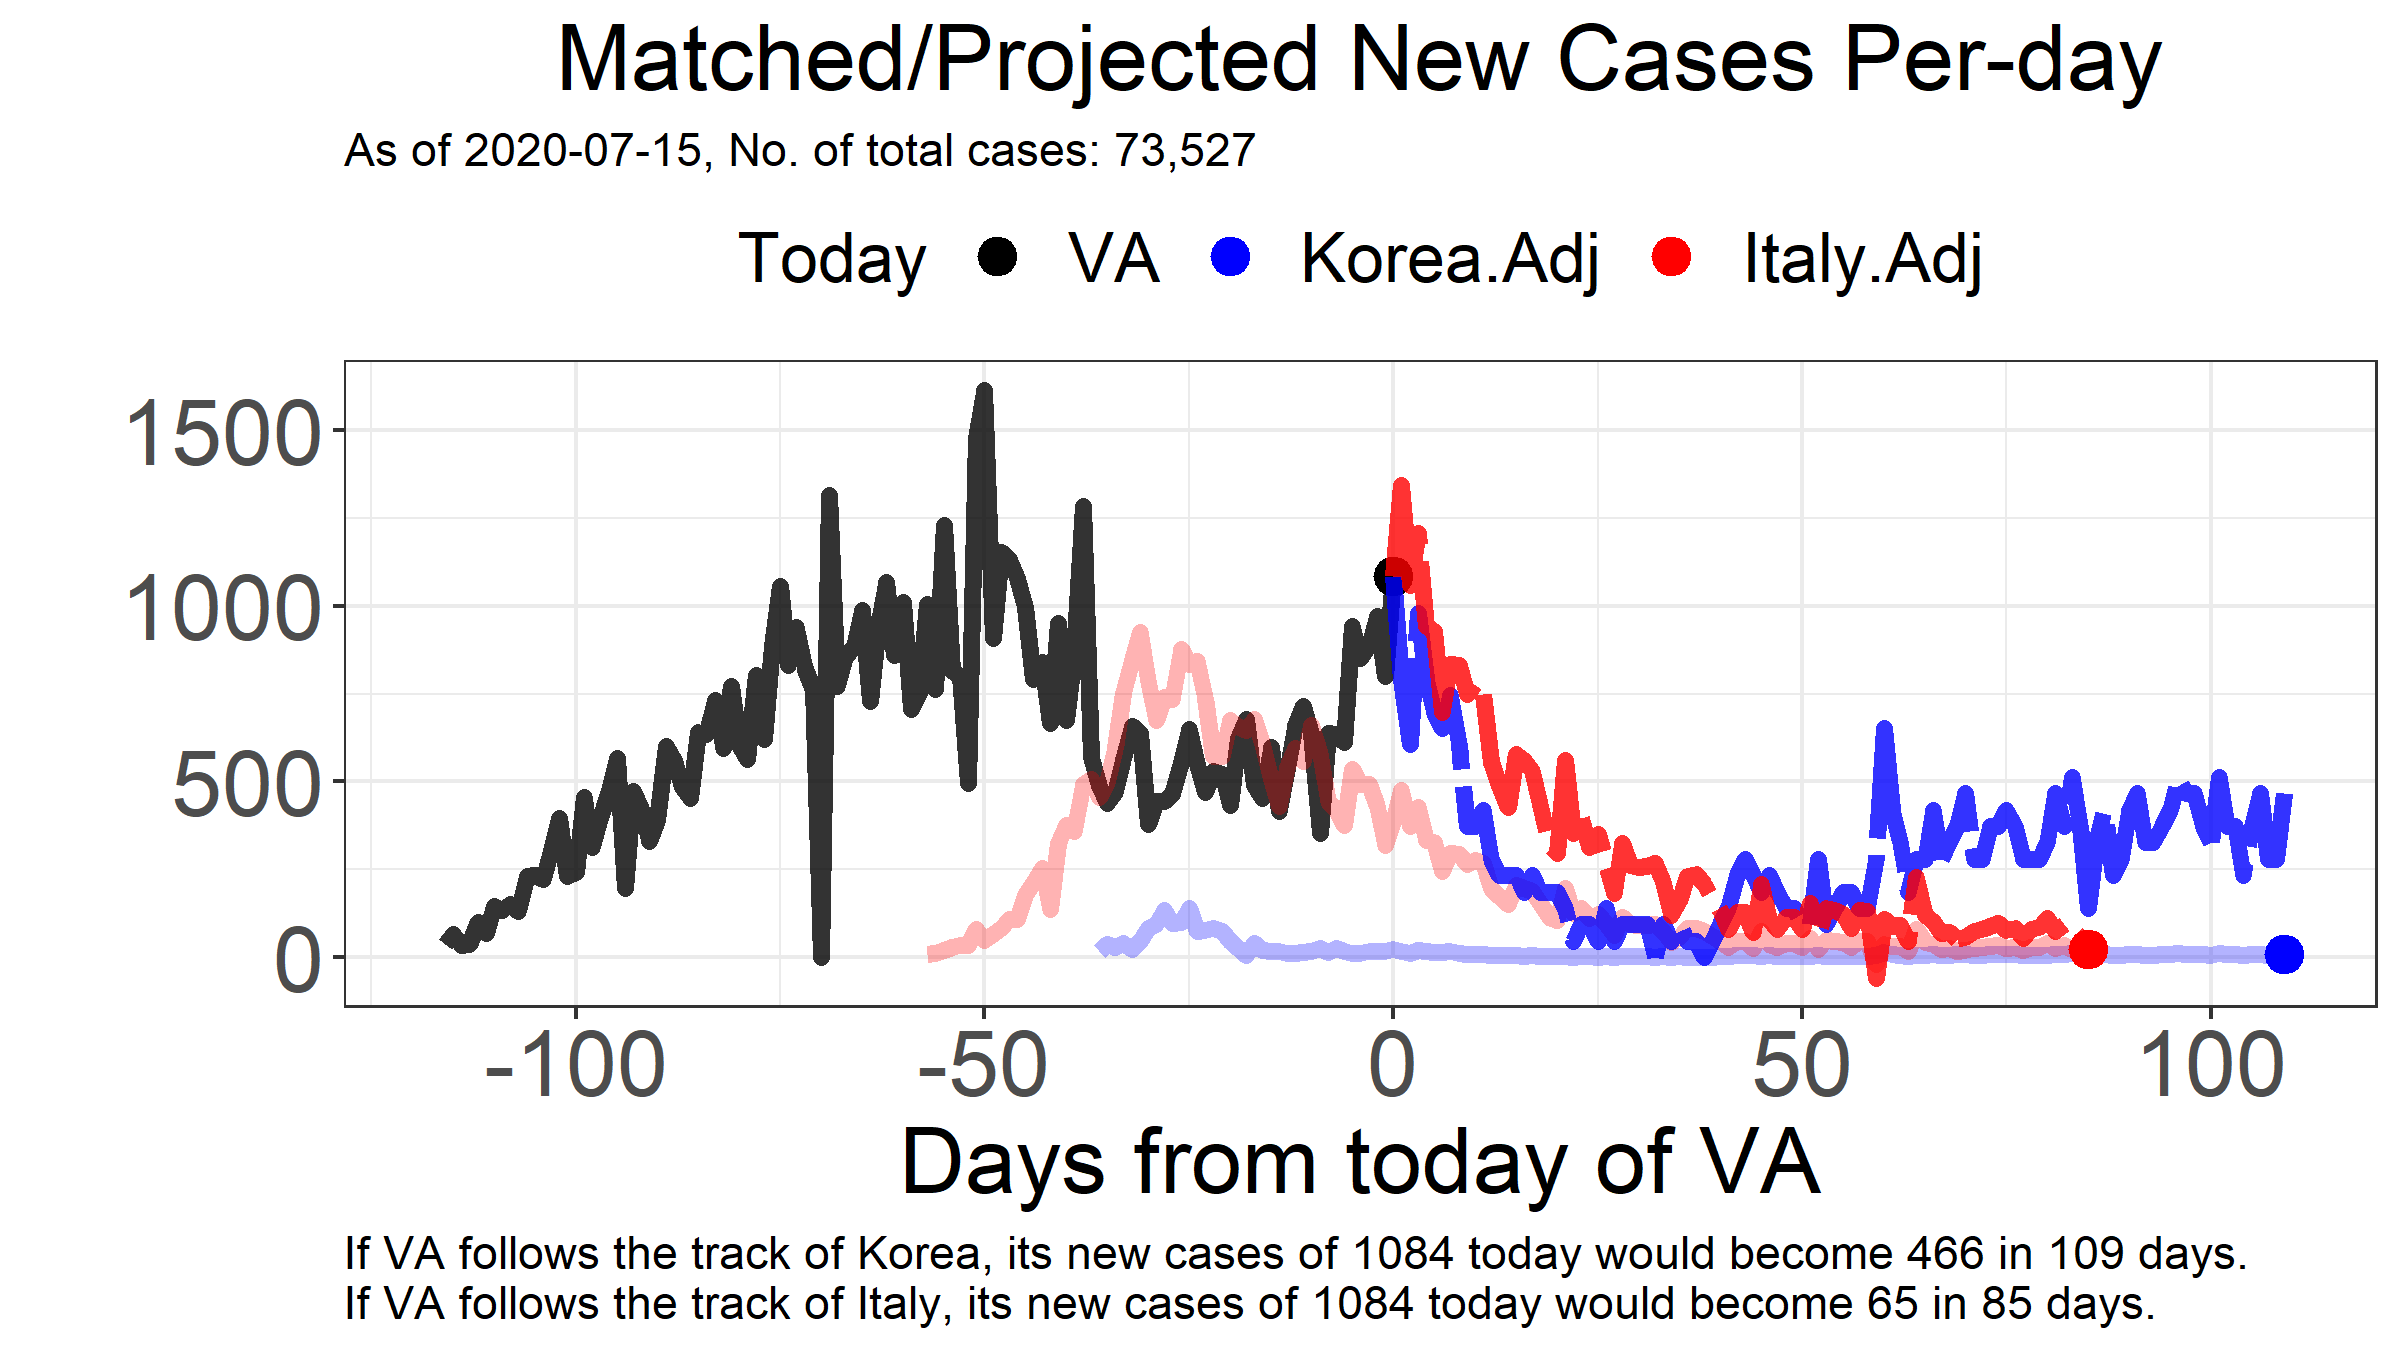 Matched/Projected New Cases Per-day
As of 2020-07-15, No. of total cases: 73,527
Today VA Korea.Adj Italy.Adj
1500
1000
500
0
-100 -50 0 50 100
Days from today of VA
If VA follows the track of Korea, its new cases of 1084 today would become 466 in 109 days.
If VA follows the track of Italy, its new cases of 1084 today would become 65 in 85 days.